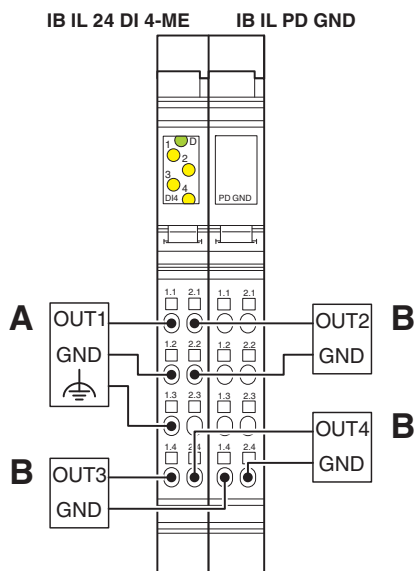 IB IL 24 DI 4-ME IB IL PD GND
1 D
2
3
4
DI4 PD GND
1.1 2.1 1.1 2.1
A OUT1 OUT2 B
1.2 2.2 1.2 2.2
GND GND
1.3 2.3 1.3 2.3
OUT4 B
1.4 2.4 1.4 2.4
B OUT3 GND
GND